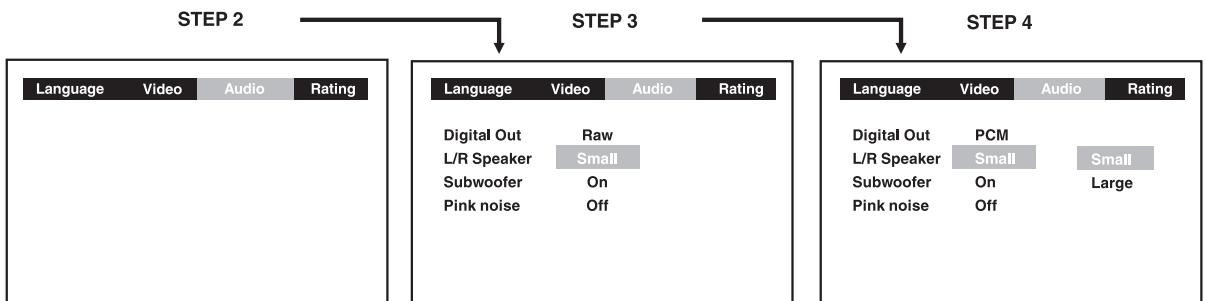 STEP 2
STEP 3
STEP 4
Language Video Audio Rating
Language Video Audio Rating
Digital Out Raw
L/R Speaker Small
Subwoofer On
Pink noise Off
Language Video Audio Rating
Digital Out PCM
L/R Speaker Small Small
Subwoofer On Large
Pink noise Off